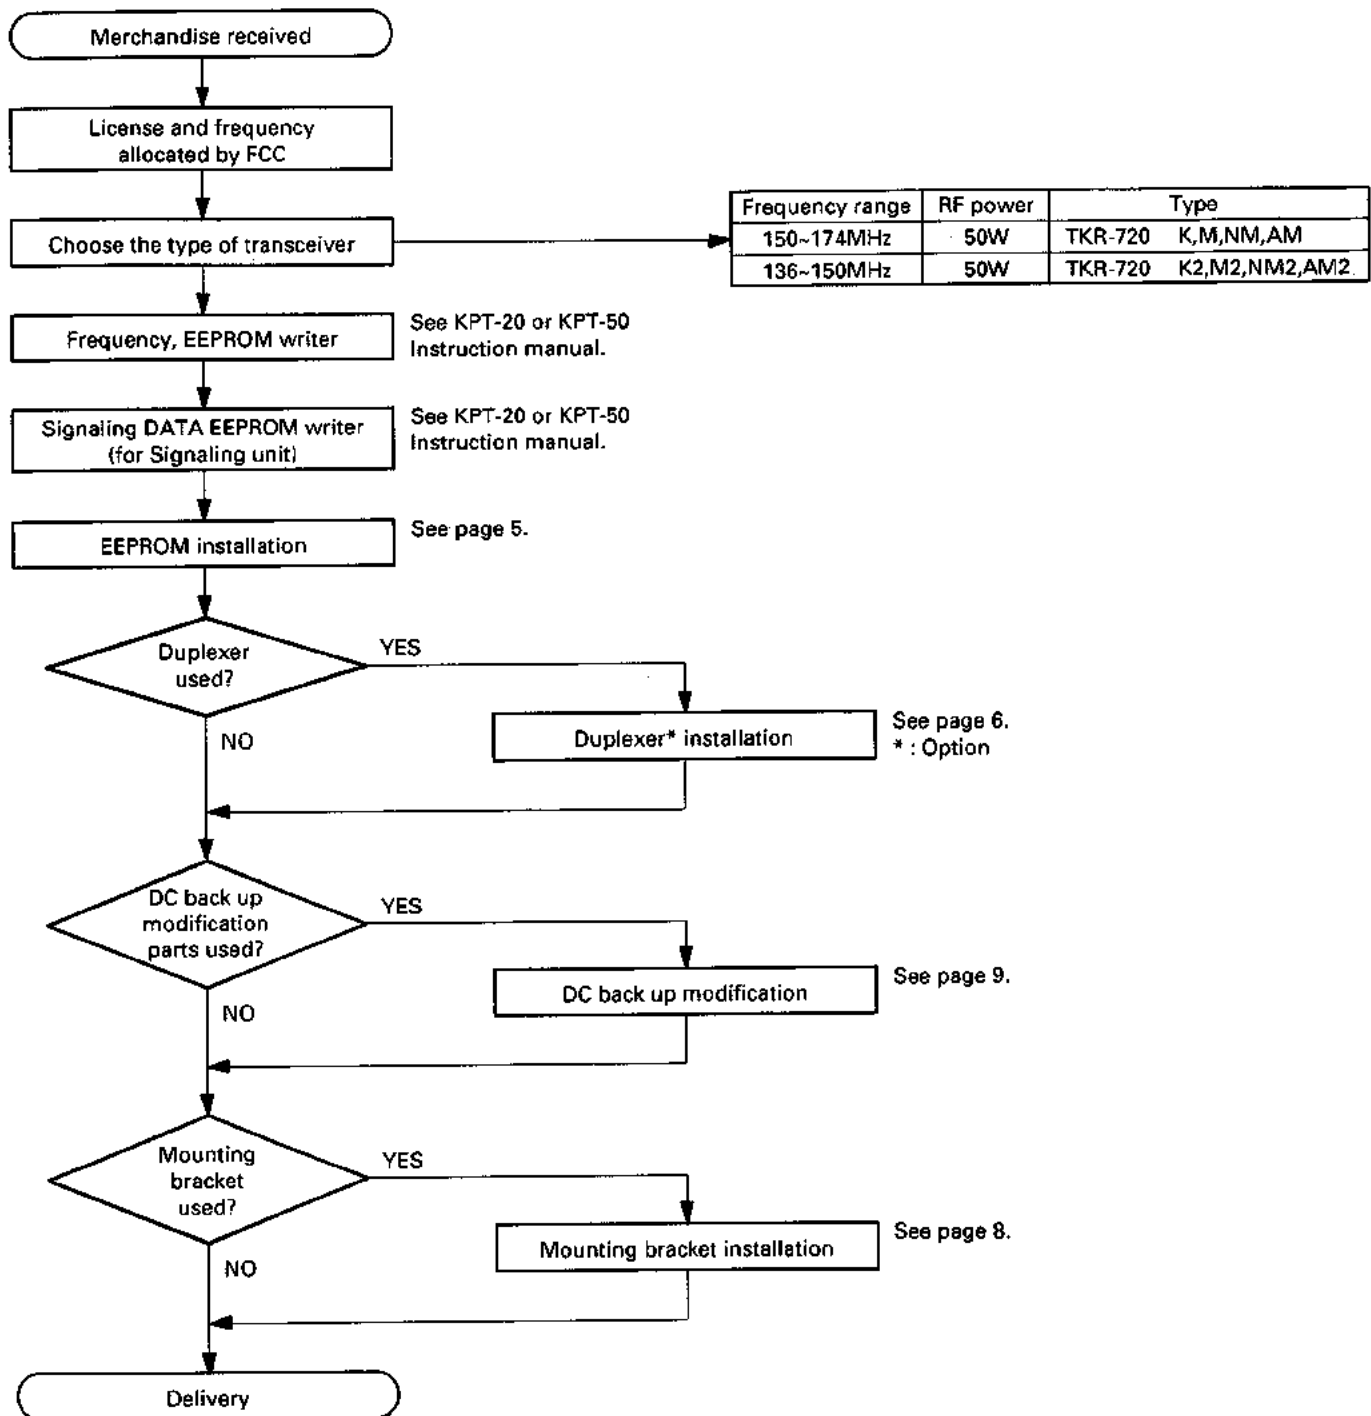 Merchandise received
License and frequency
allocated by FCC
Choose the type of transceiver
Frequency range RF power Type
150~174MHz 50W TKR-720 K,M,NM,AM
136~150MHz 50W TKR-720 K2,M2,NM2,AM2
Frequency, EEPROM writer
See KPT-20 or KPT-50
Instruction manual.
Signaling DATA EEPROM writer
(for Signaling unit)
See KPT-20 or KPT-50
Instruction manual.
EEPROM installation
See page 5.
Duplexer
used?
YES
NO
Duplexer* installation
See page 6.
* : Option
DC back up
modification
parts used?
YES
NO
DC back up modification
See page 9.
Mounting
bracket
used?
YES
NO
Mounting bracket installation
See page 8.
Delivery